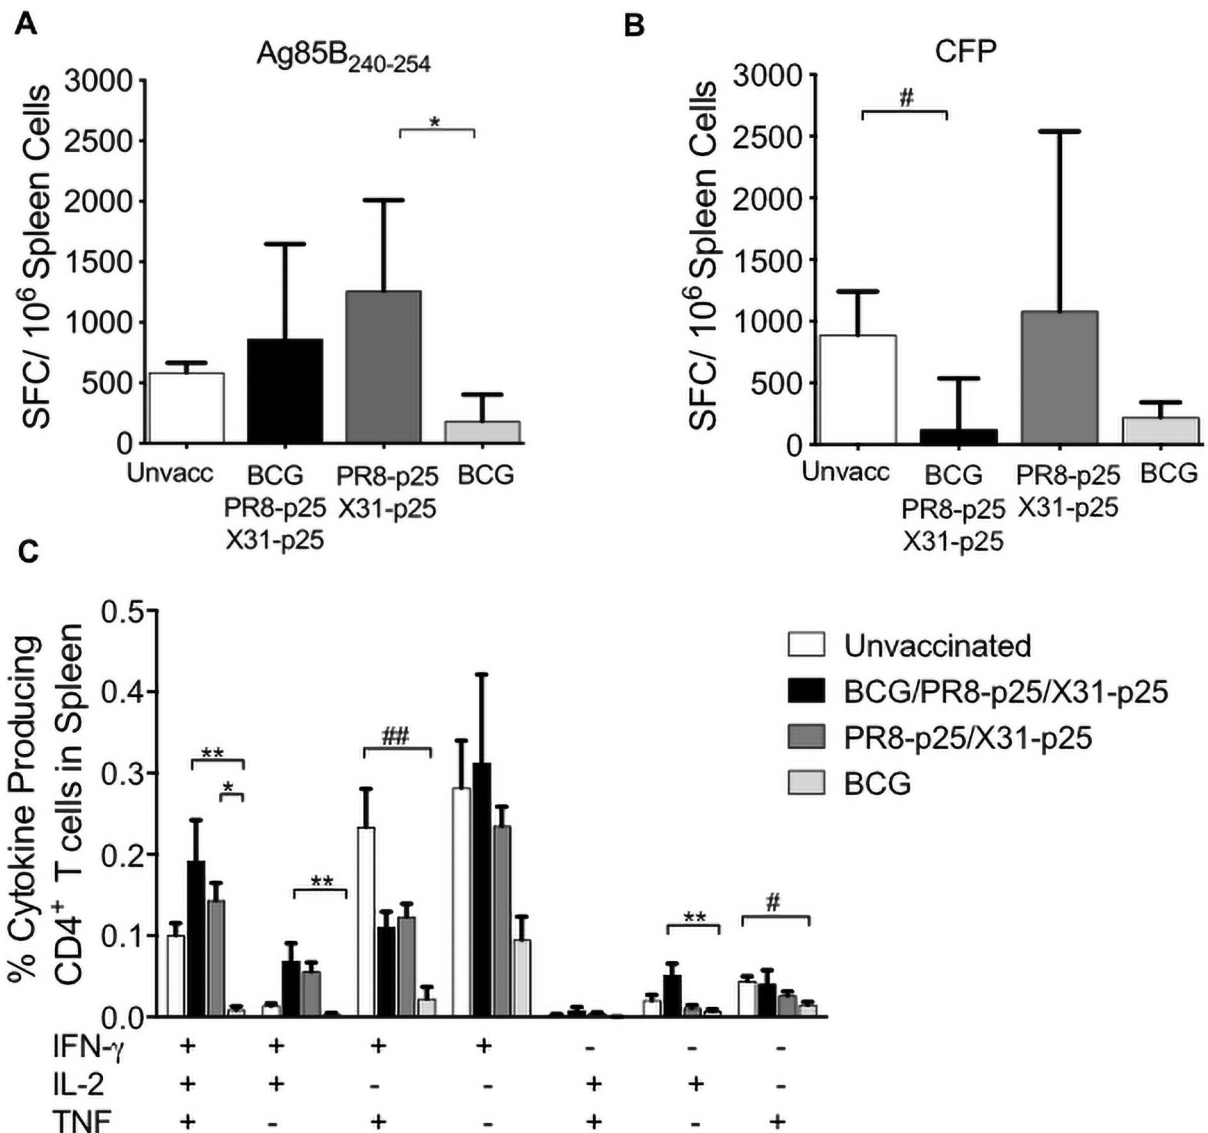 A
Ag85B240-254
SFC/ 10^6 Spleen Cells
3000
2500
2000
1500
1000
500
0
*
Unvacc
BCG
PR8-p25
X31-p25
PR8-p25
X31-p25
BCG
B
CFP
SFC/ 10^6 Spleen Cells
3000
2500
2000
1500
1000
500
0
#
Unvacc
BCG
PR8-p25
X31-p25
PR8-p25
X31-p25
BCG
C
% Cytokine Producing
CD4+ T cells in Spleen
0.5
0.4
0.3
0.2
0.1
0.0
**
*
**
##
**
#
Unvaccinated
BCG/PR8-p25/X31-p25
PR8-p25/X31-p25
BCG
IFN-γ + + + + - - -
IL-2 + + - - + + -
TNF + - + - + - +